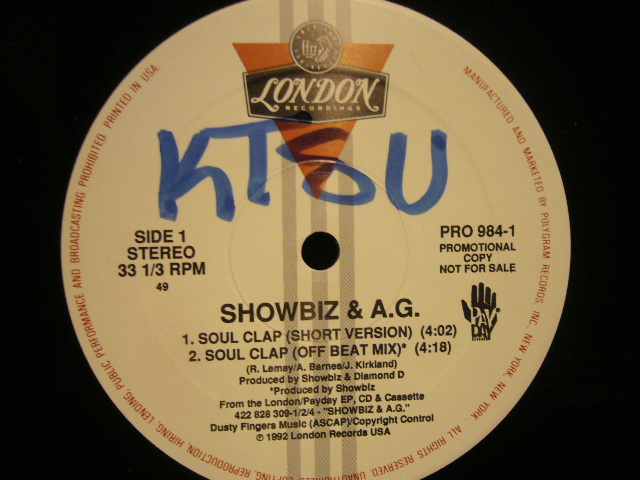 ffrr
LONDON
RECORDINGS
KTSU
SIDE 1
STEREO
33 1/3 RPM
49
PRO 984-1
PROMOTIONAL
COPY
NOT FOR SALE
PAY
DAY
SHOWBIZ & A.G.
1. SOUL CLAP (SHORT VERSION) (4:02)
2. SOUL CLAP (OFF BEAT MIX)* (4:18)
(R. Lemay/A. Barnes/J. Kirkland)
Produced by Showbiz & Diamond D
*Produced by Showbiz
From the London/Payday EP, CD & Cassette
422 828 309-1/2/4 - "SHOWBIZ & A.G."
Dusty Fingers Music (ASCAP)/Copyright Control
℗ 1992 London Records USA
MANUFACTURED AND MARKETED BY POLYGRAM RECORDS, INC., NEW YORK, NEW YORK · ALL RIGHTS RESERVED. UNAUTHORIZED COPYING, REPRODUCTION, HIRING, LENDING, PUBLIC PERFORMANCE AND BROADCASTING PROHIBITED. PRINTED IN USA